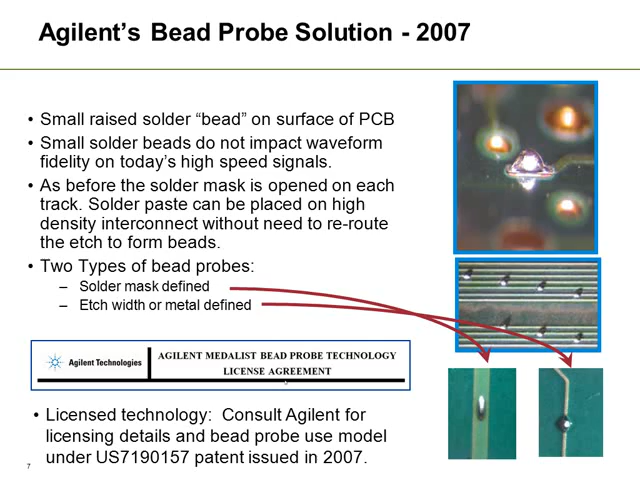 Agilent’s Bead Probe Solution - 2007
• Small raised solder “bead” on surface of PCB
• Small solder beads do not impact waveform
fidelity on today’s high speed signals.
• As before the solder mask is opened on each
track. Solder paste can be placed on high
density interconnect without need to re-route
the etch to form beads.
• Two Types of bead probes:
– Solder mask defined
– Etch width or metal defined
Agilent Technologies
AGILENT MEDALIST BEAD PROBE TECHNOLOGY
LICENSE AGREEMENT
• Licensed technology: Consult Agilent for
licensing details and bead probe use model
under US7190157 patent issued in 2007.
7